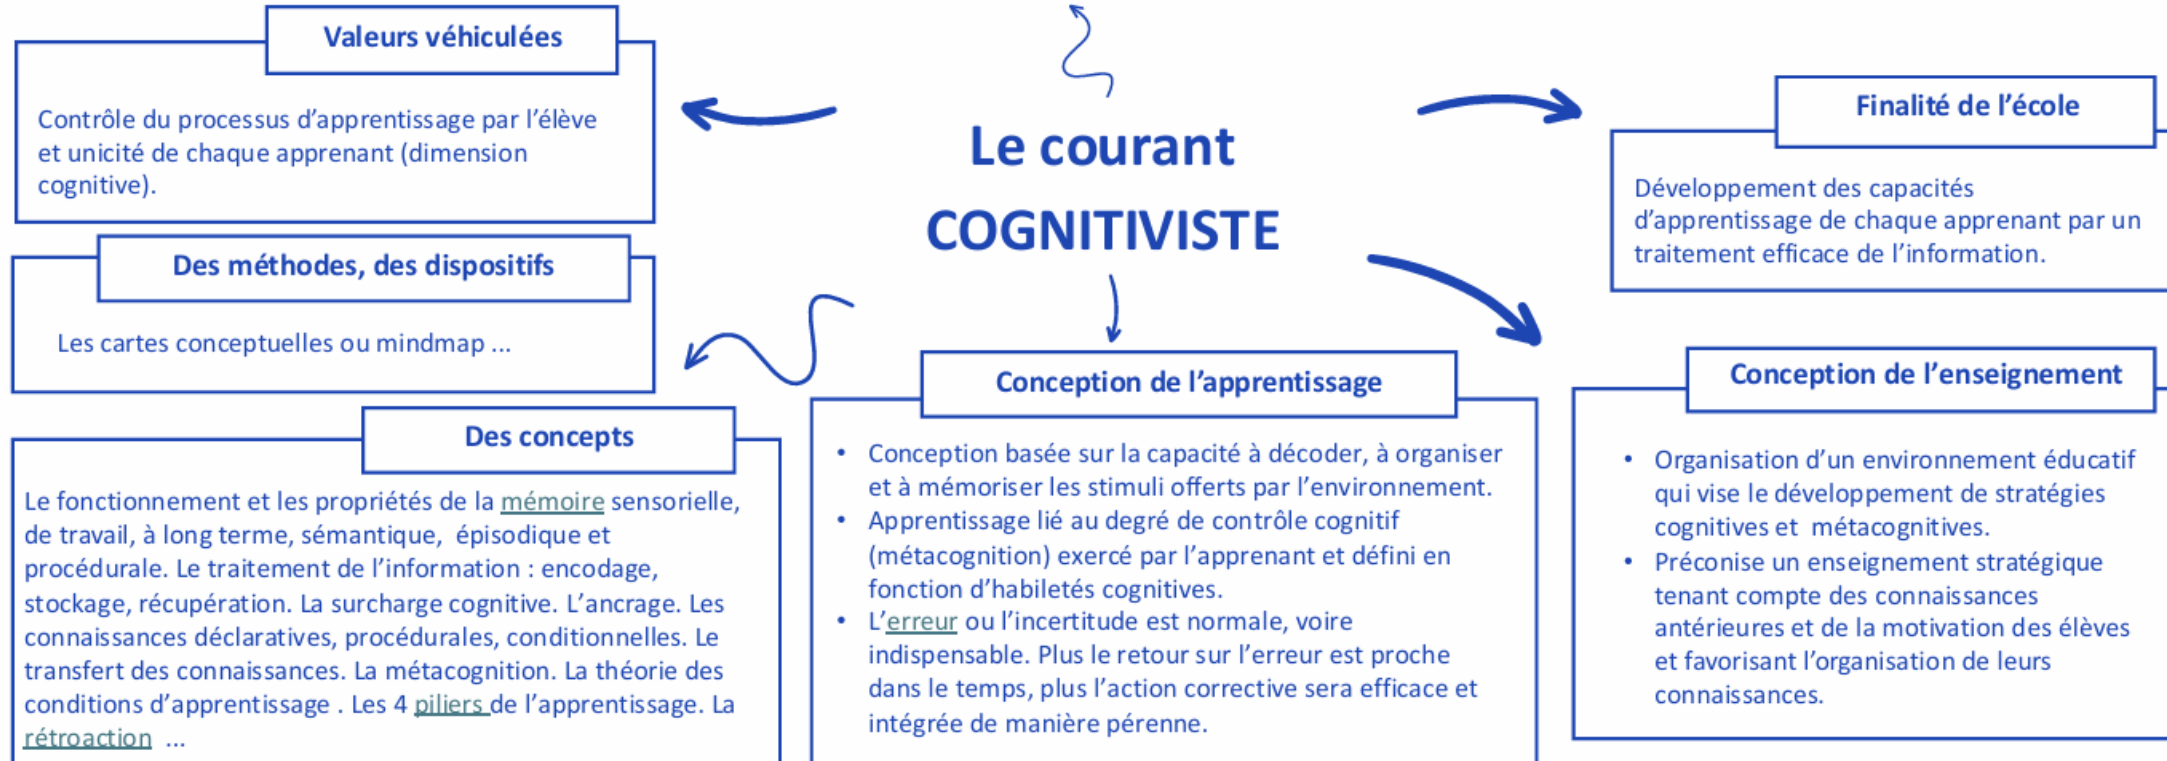 Valeurs véhiculées
Contrôle du processus d’apprentissage par l’élève
et unicité de chaque apprenant (dimension
cognitive).
Des méthodes, des dispositifs
Les cartes conceptuelles ou mindmap ...
Des concepts
Le fonctionnement et les propriétés de la mémoire sensorielle,
de travail, à long terme, sémantique, épisodique et
procédurale. Le traitement de l’information : encodage,
stockage, récupération. La surcharge cognitive. L’ancrage. Les
connaissances déclaratives, procédurales, conditionnelles. Le
transfert des connaissances. La métacognition. La théorie des
conditions d’apprentissage . Les 4 piliers de l’apprentissage. La
rétroaction ...
Le courant
COGNITIVISTE
Conception de l’apprentissage
• Conception basée sur la capacité à décoder, à organiser
et à mémoriser les stimuli offerts par l’environnement.
• Apprentissage lié au degré de contrôle cognitif
(métacognition) exercé par l’apprenant et défini en
fonction d’habiletés cognitives.
• L’erreur ou l’incertitude est normale, voire
indispensable. Plus le retour sur l’erreur est proche
dans le temps, plus l’action corrective sera efficace et
intégrée de manière pérenne.
Finalité de l’école
Développement des capacités
d’apprentissage de chaque apprenant par un
traitement efficace de l’information.
Conception de l’enseignement
• Organisation d’un environnement éducatif
qui vise le développement de stratégies
cognitives et métacognitives.
• Préconise un enseignement stratégique
tenant compte des connaissances
antérieures et de la motivation des élèves
et favorisant l’organisation de leurs
connaissances.